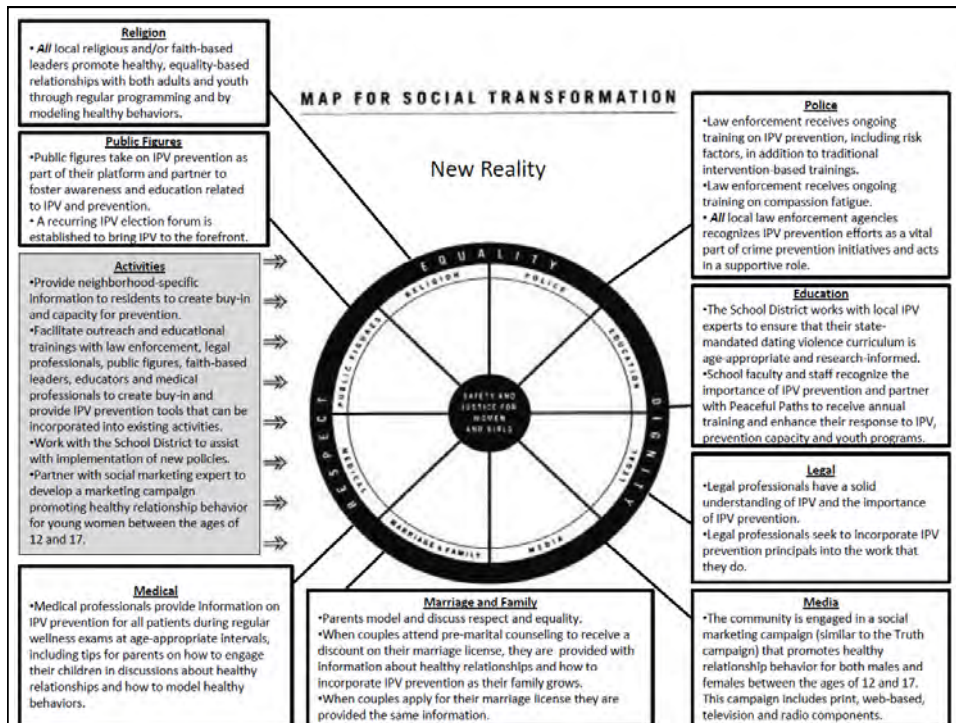 Religion
• All local religious and/or faith-based
leaders promote healthy, equality-based
relationships with both adults and youth
through regular programming and by
modeling healthy behaviors.
MAP FOR SOCIAL TRANSFORMATION
New Reality
Public Figures
•Public figures take on IPV prevention as
part of their platform and partner to
foster awareness and education related
to IPV and prevention.
• A recurring IPV election forum is
established to bring IPV to the forefront.
Activities
•Provide neighborhood-specific
information to residents to create buy-in
and capacity for prevention.
•Facilitate outreach and educational
trainings with law enforcement, legal
professionals, public figures, faith-based
leaders, educators and medical
professionals to create buy-in and
provide IPV prevention tools that can be
incorporated into existing activities.
•Work with the School District to assist
with implementation of new policies.
•Partner with social marketing expert to
develop a marketing campaign
promoting healthy relationship behavior
for young women between the ages of
12 and 17.
Medical
•Medical professionals provide information on
IPV prevention for all patients during regular
wellness exams at age-appropriate intervals,
including tips for parents on how to engage
their children in discussions about healthy
relationships and how to model healthy
behaviors.
EQUALITY
DIGNITY
RESPECT
RELIGION
POLICE
EDUCATION
LEGAL
MEDIA
MARRIAGE & FAMILY
MEDICAL
PUBLIC FIGURES
SAFETY AND
JUSTICE FOR
WOMEN
AND GIRLS
Marriage and Family
•Parents model and discuss respect and equality.
•When couples attend pre-marital counseling to receive a
discount on their marriage license, they are provided with
information about healthy relationships and how to
incorporate IPV prevention as their family grows.
•When couples apply for their marriage license they are
provided the same information.
Police
•Law enforcement receives ongoing
training on IPV prevention, including risk
factors, in addition to traditional
intervention-based trainings.
•Law enforcement receives ongoing
training on compassion fatigue.
•All local law enforcement agencies
recognizes IPV prevention efforts as a vital
part of crime prevention initiatives and acts
in a supportive role.
Education
•The School District works with local IPV
experts to ensure that their state-
mandated dating violence curriculum is
age-appropriate and research-informed.
•School faculty and staff recognize the
importance of IPV prevention and partner
with Peaceful Paths to receive annual
training and enhance their response to IPV,
prevention capacity and youth programs.
Legal
•Legal professionals have a solid
understanding of IPV and the importance
of IPV prevention.
•Legal professionals seek to incorporate IPV
prevention principals into the work that
they do.
Media
•The community is engaged in a social
marketing campaign (similar to the Truth
campaign) that promotes healthy
relationship behavior for both males and
females between the ages of 12 and 17.
This campaign includes print, web-based,
television and radio components.